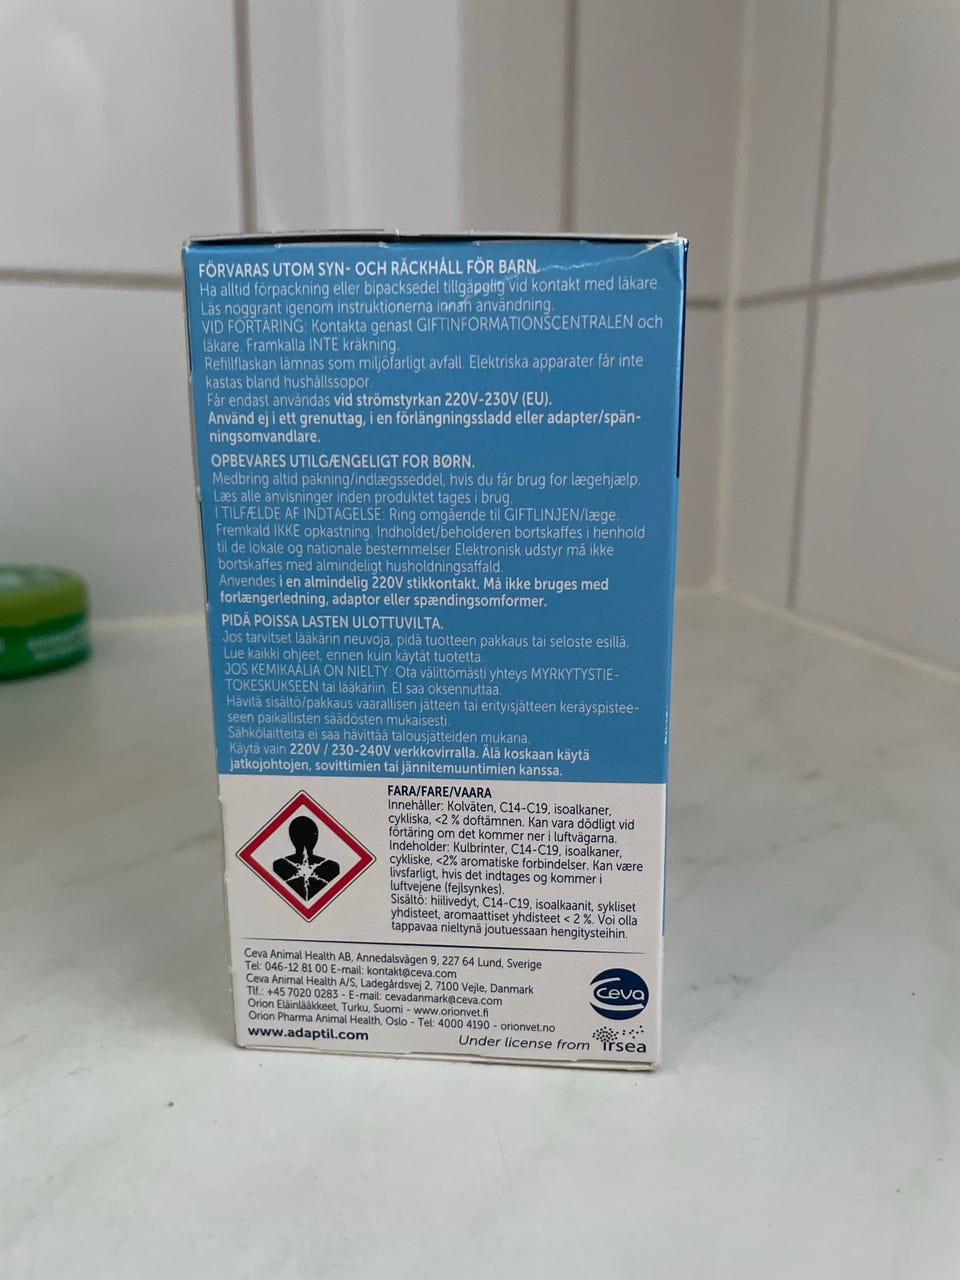 FÖRVARAS UTOM SYN- OCH RÄCKHÅLL FÖR BARN.
Ha alltid förpackning eller bipacksedel tillgänglig vid kontakt med läkare.
Läs noggrant igenom instruktionerna innan användning.
VID FÖRTÄRING: Kontakta genast GIFTINFORMATIONSCENTRALEN och
läkare. Framkalla INTE kräkning.
Refillflaskan lämnas som miljöfarligt avfall. Elektriska apparater får inte
kastas bland hushållssopor.
Får endast användas vid strömstyrkan 220V-230V (EU).
Använd ej i ett grenuttag, i en förlängningssladd eller adapter/spän-
ningsomvandlare.
OPBEVARES UTILGÆNGELIGT FOR BØRN.
Medbring altid pakning/indlægsseddel, hvis du får brug for lægehjælp.
Læs alle anvisninger inden produktet tages i brug.
I TILFÆLDE AF INDTAGELSE: Ring omgående til GIFTLINJEN/læge.
Fremkald IKKE opkastning. Indholdet/beholderen bortskaffes i henhold
til de lokale og nationale bestemmelser Elektronisk udstyr må ikke
bortskaffes med almindeligt husholdningsaffald.
Anvendes i en almindelig 220V stikkontakt. Må ikke bruges med
forlængerledning, adaptor eller spændingsomformer.
PIDÄ POISSA LASTEN ULOTTUVILTA.
Jos tarvitset lääkärin neuvoja, pidä tuotteen pakkaus tai seloste esillä.
Lue kaikki ohjeet, ennen kuin käytät tuotetta.
JOS KEMIKAALIA ON NIELTY: Ota välittömästi yhteys MYRKYTYSTIE-
TOKESKUKSEEN tai lääkäriin. EI saa oksennuttaa.
Hävitä sisältö/pakkaus vaarallisen jätteen tai erityisjätteen keräyspistee-
seen paikallisten säädösten mukaisesti.
Sähkölaitteita ei saa hävittää talousjätteiden mukana.
Käytä vain 220V / 230-240V verkkovirralla. Älä koskaan käytä
jatkojohtojen, sovittimien tai jännitemuuntimien kanssa.
FARA/FARE/VAARA
Innehåller: Kolväten, C14-C19, isoalkaner,
cykliska, <2 % doftämnen. Kan vara dödligt vid
förtäring om det kommer ner i luftvägarna.
Indeholder: Kulbrinter, C14-C19, isoalkaner,
cykliske, <2% aromatiske forbindelser. Kan være
livsfarligt, hvis det indtages og kommer i
luftvejene (fejlsynkes).
Sisältö: hiilivedyt, C14-C19, isoalkaanit, sykliset
yhdisteet, aromaattiset yhdisteet < 2 %. Voi olla
tappavaa nieltynä joutuessaan hengitysteihin.
Ceva Animal Health AB, Annedalsvägen 9, 227 64 Lund, Sverige
Tel: 046-12 81 00 E-mail: kontakt@ceva.com
Ceva Animal Health A/S, Ladegårdsvej 2, 7100 Vejle, Danmark
Tlf.: +45 7020 0283 - E-mail: cevadanmark@ceva.com
Orion Eläinlääkkeet, Turku, Suomi - www.orionvet.fi
Orion Pharma Animal Health, Oslo - Tel: 4000 4190 - orionvet.no
www.adaptil.com
Ceva
Under license from irsea